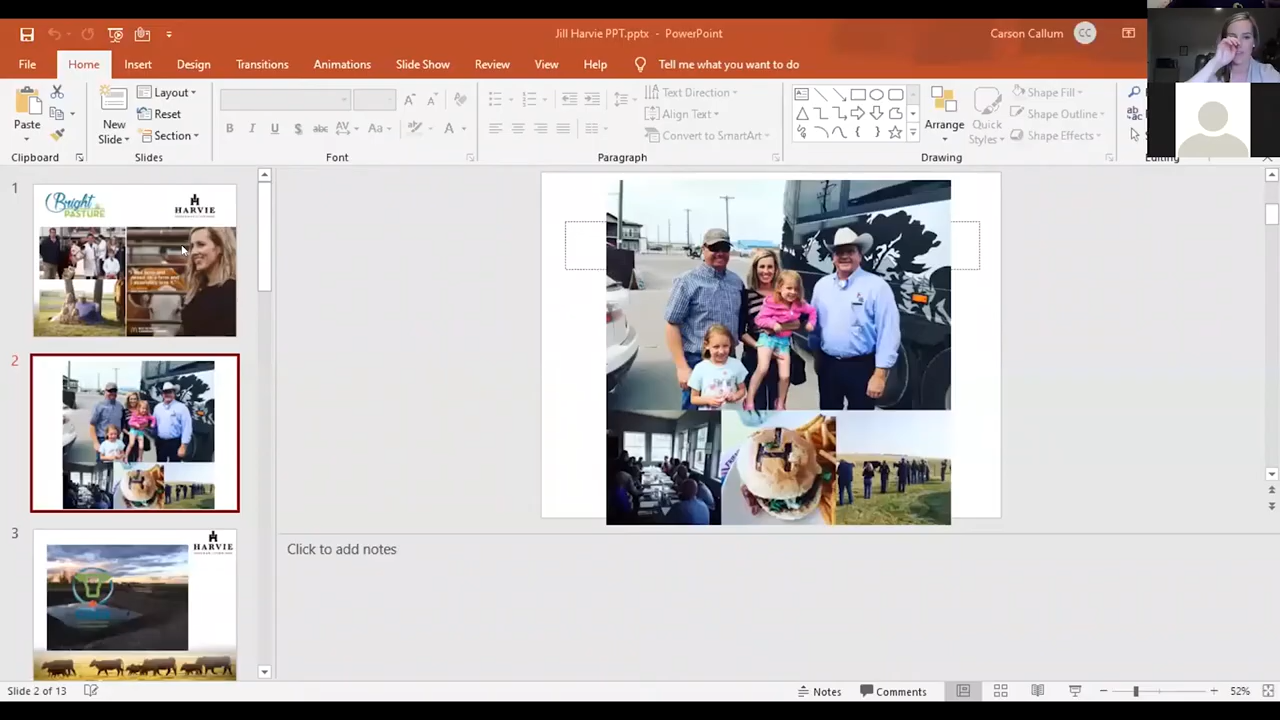 Jill Harvie PPT.pptx - PowerPoint
Carson Callum
CC
File
Home
Insert
Design
Transitions
Animations
Slide Show
Review
View
Help
Tell me what you want to do
Paste
New
Slide
Layout
Reset
Section
B
I
U
S
abc
AV
Aa
A
Text Direction
Align Text
Convert to SmartArt
Arrange
Quick
Styles
Shape Fill
Shape Outline
Shape Effects
Clipboard
Slides
Font
Paragraph
Drawing
Editing
1
Bright
PASTURE
HARVIE
2
H
3
HARVIE
Click to add notes
Slide 2 of 13
Notes
Comments
52%